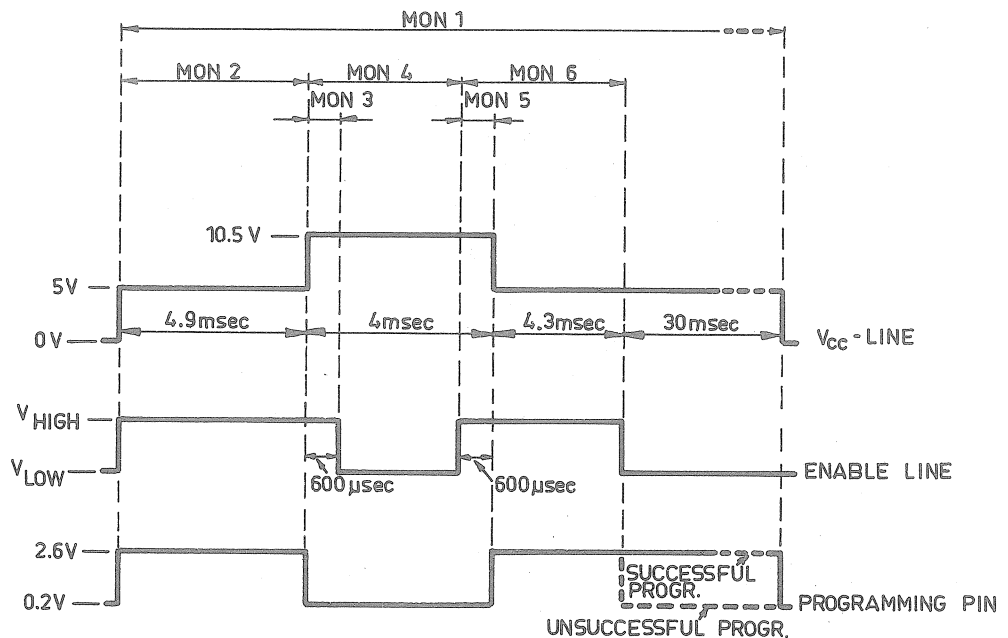 MON 1
MON 2
MON 4
MON 6
MON 3
MON 5
10.5 V
5V
4.9msec
4msec
4.3msec
30msec
0V
VCC - LINE
V HIGH
VLOW
600µsec
600µsec
ENABLE LINE
2.6V
SUCCESSFUL
PROGR.
0.2V
PROGRAMMING PIN
UNSUCCESSFUL PROGR.